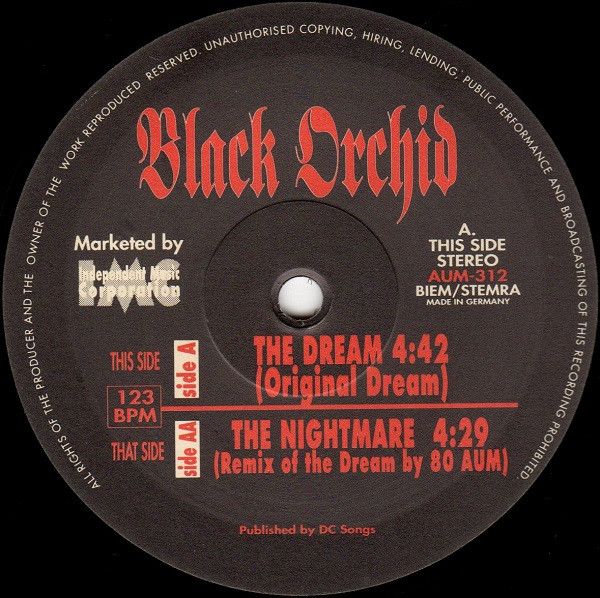 ALL RIGHTS OF THE PRODUCER AND THE OWNER OF THE WORK REPRODUCED RESERVED. UNAUTHORISED COPYING, HIRING, LENDING, PUBLIC PERFORMANCE AND BROADCASTING OF THIS RECORDING PROHIBITED.
Black Orchid
Marketed by
IMC
Independent Music
Corporation
A.
THIS SIDE
STEREO
AUM-312
BIEM/STEMRA
MADE IN GERMANY
THIS SIDE
side A
THE DREAM 4:42
(Original Dream)
123
BPM
THAT SIDE
side AA
THE NIGHTMARE 4:29
(Remix of the Dream by 80 AUM)
Published by DC Songs